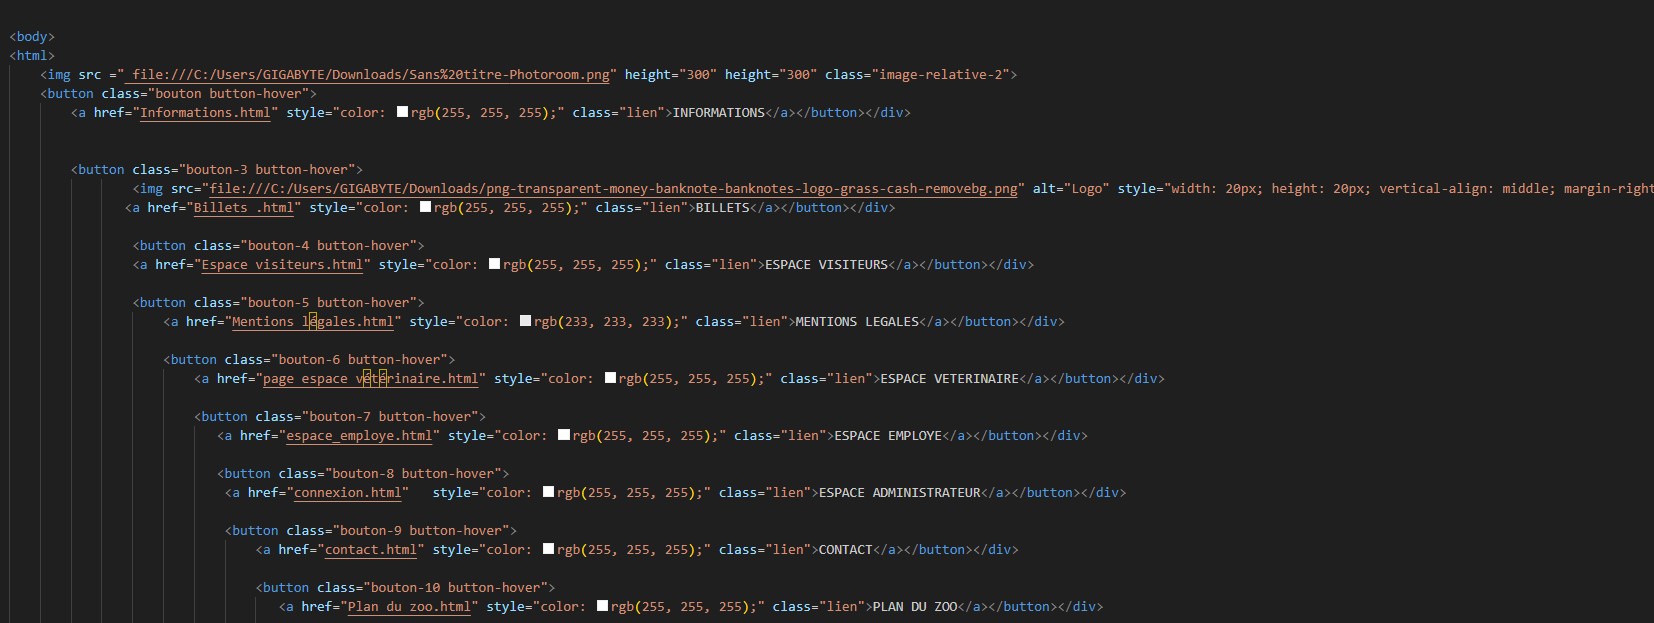 <body>
<html>
<img src =" file:///C:/Users/GIGABYTE/Downloads/Sans%20titre-Photoroom.png" height="300" height="300" class="image-relative-2">
<button class="bouton button-hover">
<a href="Informations.html" style="color: rgb(255, 255, 255);" class="lien">INFORMATIONS</a></button></div>
<button class="bouton-3 button-hover">
<img src="file:///C:/Users/GIGABYTE/Downloads/png-transparent-money-banknote-banknotes-logo-grass-cash-removebg.png" alt="Logo" style="width: 20px; height: 20px; vertical-align: middle; margin-right
<a href="Billets .html" style="color: rgb(255, 255, 255);" class="lien">BILLETS</a></button></div>
<button class="bouton-4 button-hover">
<a href="Espace visiteurs.html" style="color: rgb(255, 255, 255);" class="lien">ESPACE VISITEURS</a></button></div>
<button class="bouton-5 button-hover">
<a href="Mentions légales.html" style="color: rgb(233, 233, 233);" class="lien">MENTIONS LEGALES</a></button></div>
<button class="bouton-6 button-hover">
<a href="page espace vétérinaire.html" style="color: rgb(255, 255, 255);" class="lien">ESPACE VETERINAIRE</a></button></div>
<button class="bouton-7 button-hover">
<a href="espace_employe.html" style="color: rgb(255, 255, 255);" class="lien">ESPACE EMPLOYE</a></button></div>
<button class="bouton-8 button-hover">
<a href="connexion.html"   style="color: rgb(255, 255, 255);" class="lien">ESPACE ADMINISTRATEUR</a></button></div>
<button class="bouton-9 button-hover">
<a href="contact.html" style="color: rgb(255, 255, 255);" class="lien">CONTACT</a></button></div>
<button class="bouton-10 button-hover">
<a href="Plan du zoo.html" style="color: rgb(255, 255, 255);" class="lien">PLAN DU ZOO</a></button></div>